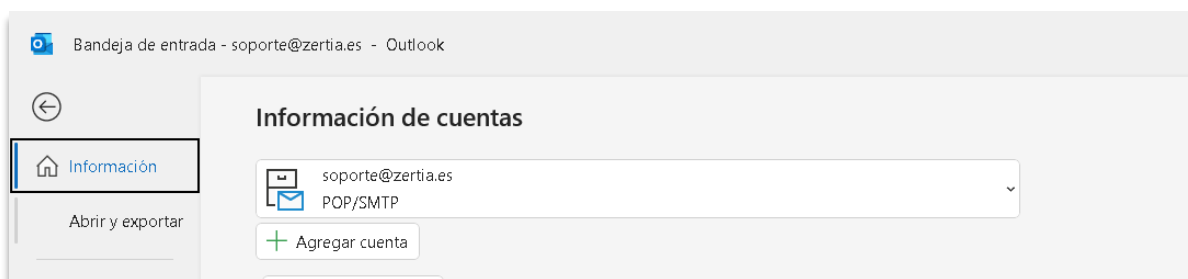 Bandeja de entrada - soporte@zertia.es - Outlook
Información de cuentas
Información
soporte@zertia.es
POP/SMTP
Abrir y exportar
Agregar cuenta